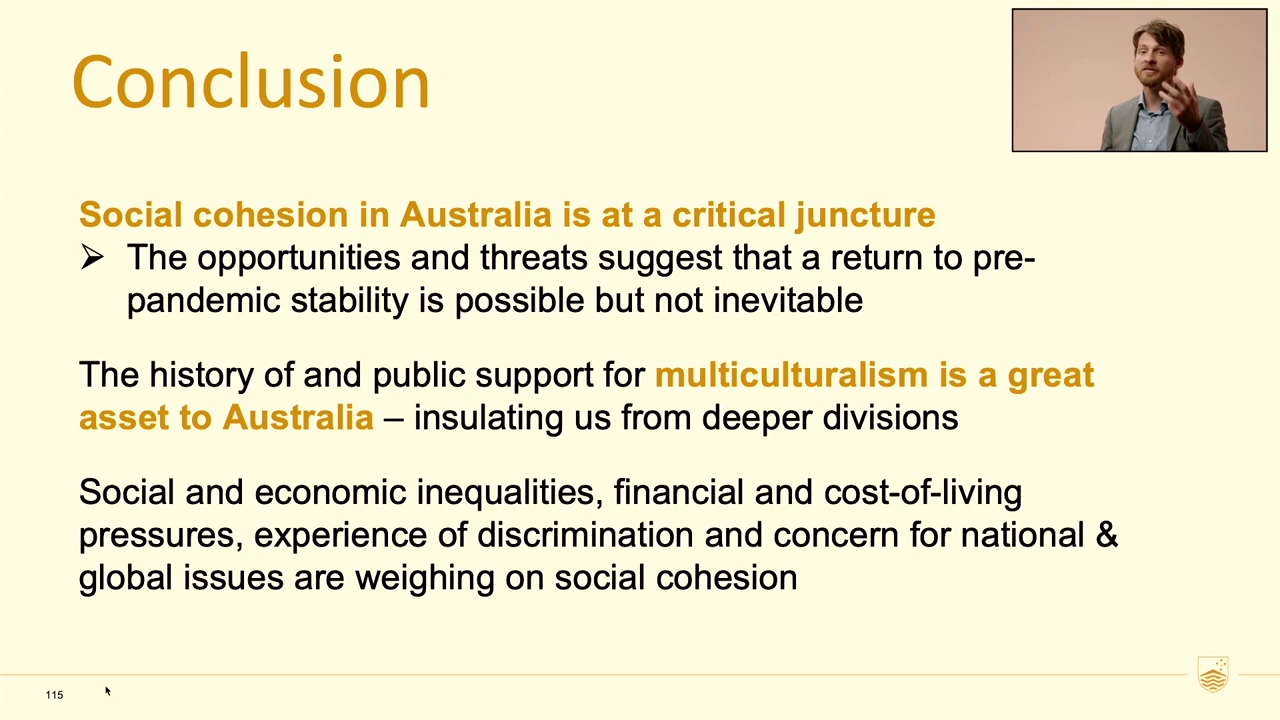 Conclusion
Social cohesion in Australia is at a critical juncture
➢ The opportunities and threats suggest that a return to pre-
pandemic stability is possible but not inevitable
The history of and public support for multiculturalism is a great
asset to Australia – insulating us from deeper divisions
Social and economic inequalities, financial and cost-of-living
pressures, experience of discrimination and concern for national &
global issues are weighing on social cohesion
115